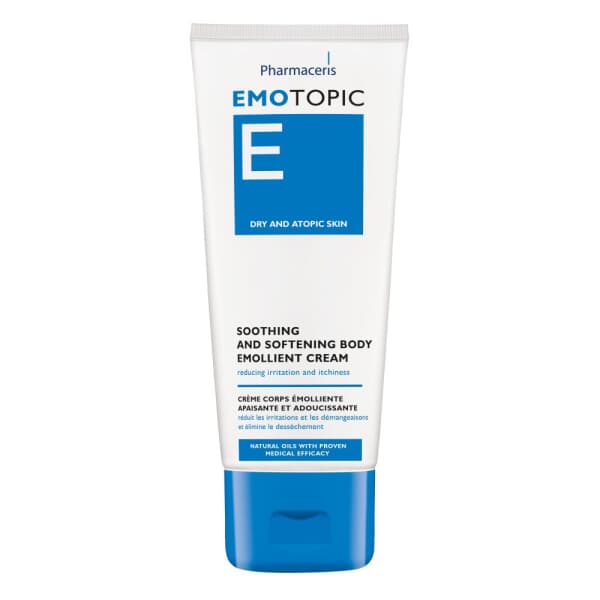 Pharmaceris
EMOTOPIC
E
DRY AND ATOPIC SKIN
SOOTHING
AND SOFTENING BODY
EMOLLIENT CREAM
reducing irritation and itchiness
CRÈME CORPS ÉMOLLIENTE
APAISANTE ET ADOUCISSANTE
réduit les irritations et les démangeaisons
et élimine le dessèchement
NATURAL OILS WITH PROVEN
MEDICAL EFFICACY